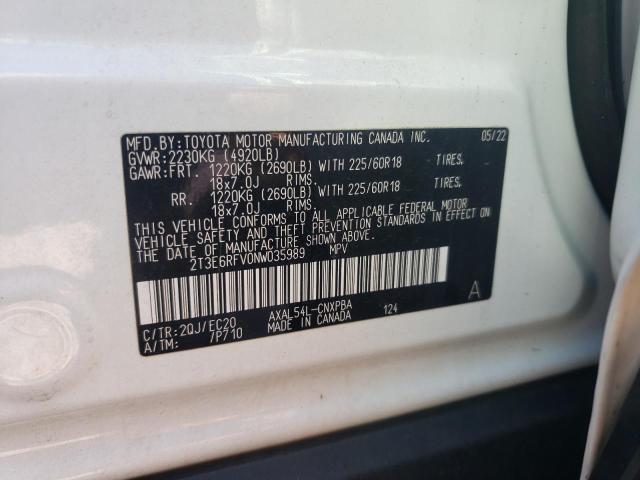 MFD.BY:TOYOTA MOTOR MANUFACTURING CANADA INC. 05/22
GVWR:2230KG (4920LB)
GAWR:FRT. 1220KG (2690LB) WITH 225/60R18 TIRES,
18x7.0J RIMS.
RR. 1220KG (2690LB) WITH 225/60R18 TIRES,
18x7.0J RIMS.
THIS VEHICLE CONFORMS TO ALL APPLICABLE FEDERAL MOTOR
VEHICLE SAFETY AND THEFT PREVENTION STANDARDS IN EFFECT ON
THE DATE OF MANUFACTURE SHOWN ABOVE.
2T3E6RFV0NW035989 MPV
C/TR:2QJ/EC20 AXAL54L-CNXPBA 124 A
A/TM: 7P710 MADE IN CANADA